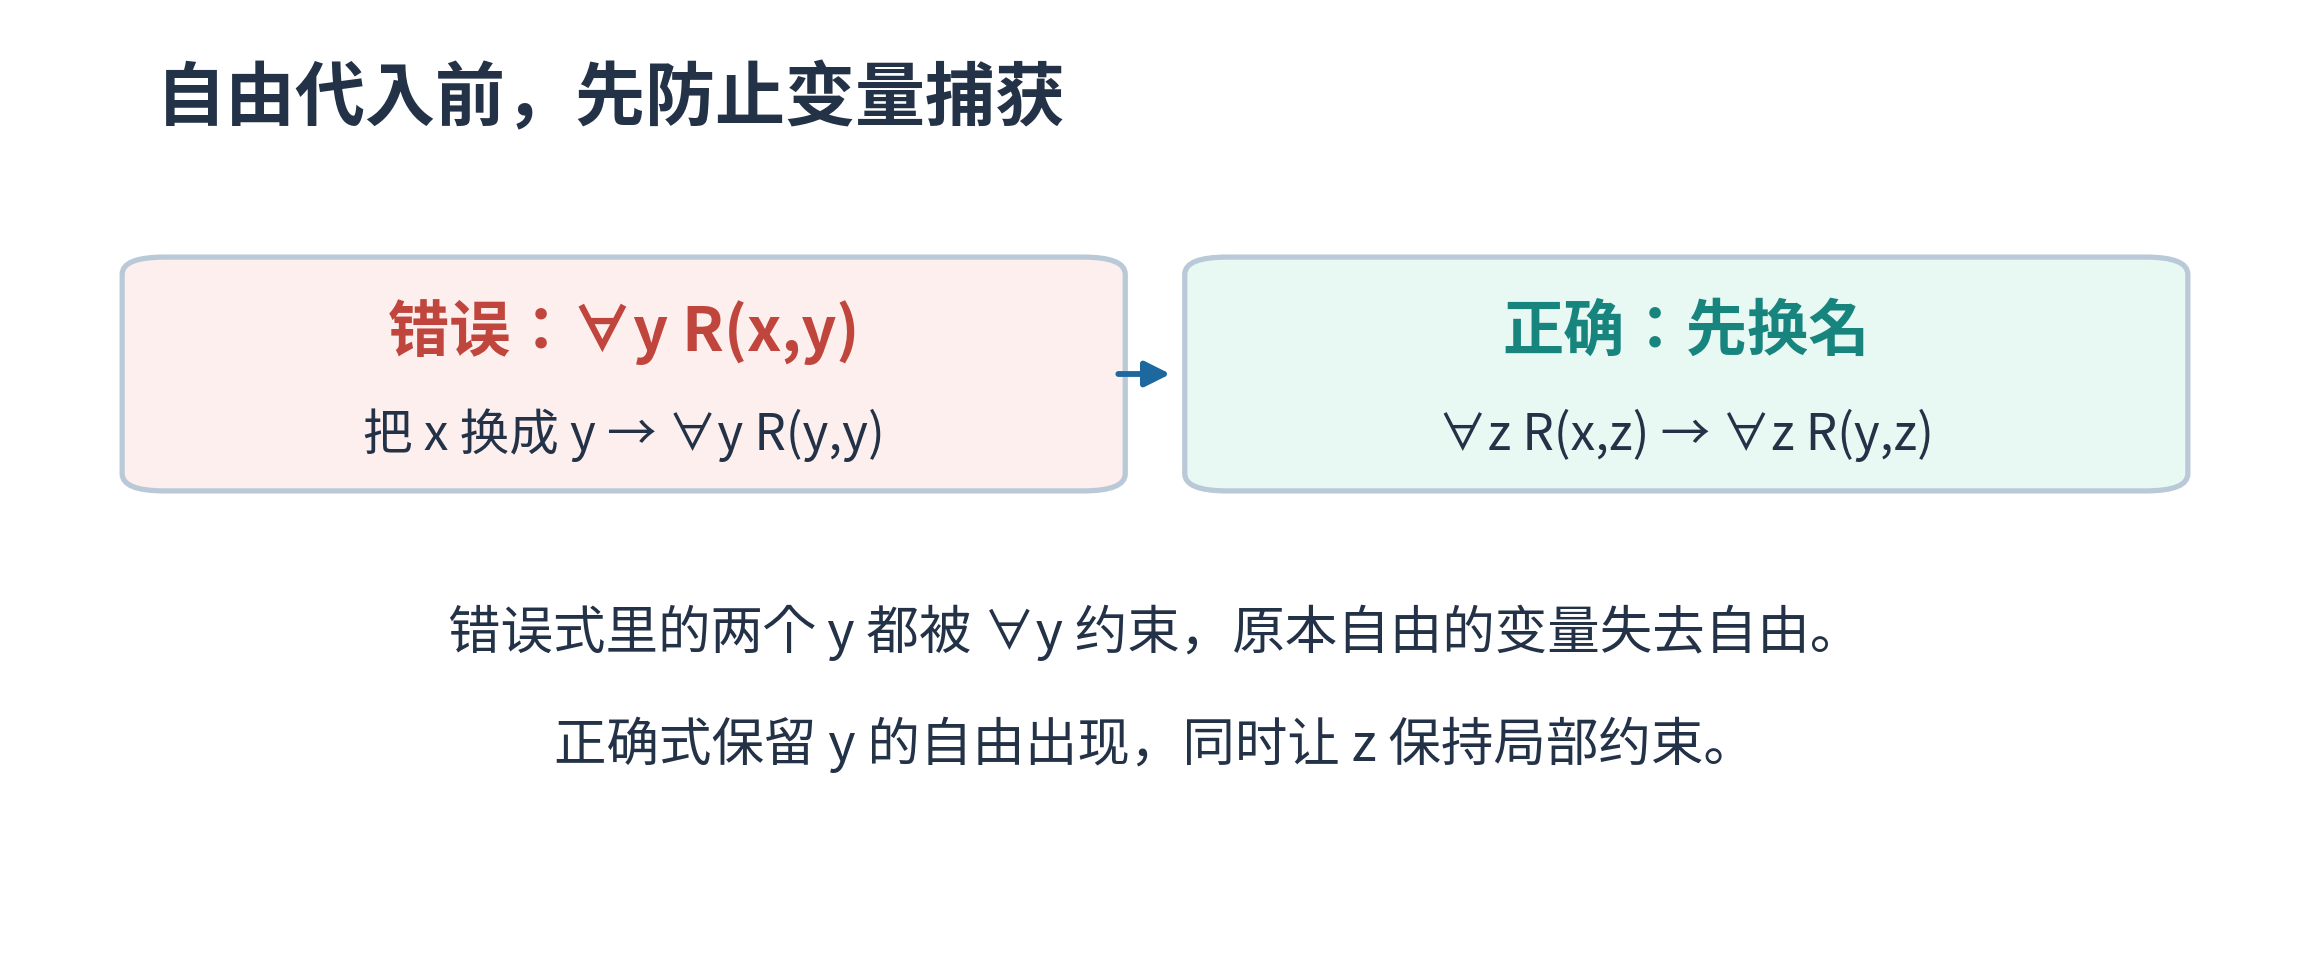 自由代入前，先防止变量捕获
错误：∀y R(x,y)
把 x 换成 y → ∀y R(y,y)
正确：先换名
∀z R(x,z) → ∀z R(y,z)
错误式里的两个 y 都被 ∀y 约束，原本自由的变量失去自由。
正确式保留 y 的自由出现，同时让 z 保持局部约束。